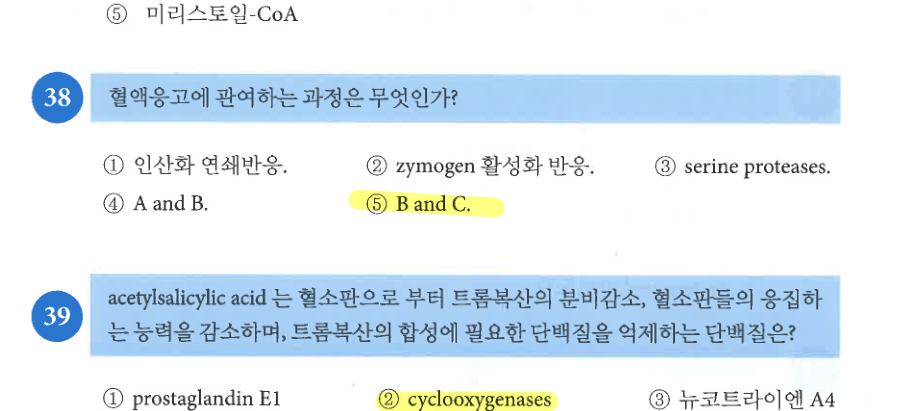 ⑤ 미리스토일-CoA
38 혈액응고에 관여하는 과정은 무엇인가?
① 인산화 연쇄반응. ② zymogen 활성화 반응. ③ serine proteases.
④ A and B. ⑤ B and C.
39 acetylsalicylic acid 는 혈소판으로 부터 트롬복산의 분비감소, 혈소판들의 응집하
는 능력을 감소하며, 트롬복산의 합성에 필요한 단백질을 억제하는 단백질은?
① prostaglandin E1 ② cyclooxygenases ③ 뉴코트라이엔 A4